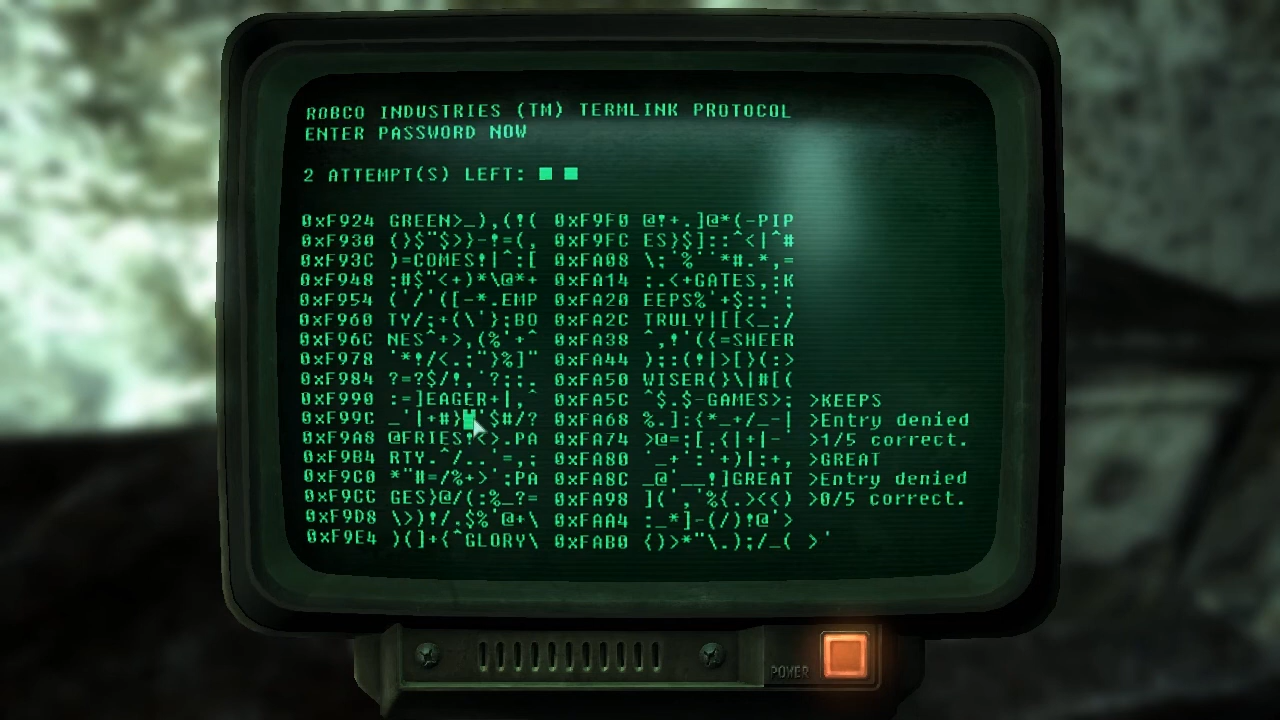 ROBCO INDUSTRIES (TM) TERMLINK PROTOCOL
ENTER PASSWORD NOW
2 ATTEMPT(S) LEFT: ■ ■
0xF924 GREEN>_),(!( 0xF9F0 @!+.]@*(-PIP
0xF930 {)$"$>}-!=(, 0xF9FC ES}$]::^<|^#
0xF93C )=COMES!|^:[ 0xFA08 \;'%''*#.*,=
0xF948 :#$"<+)*\@*+ 0xFA14 :.<+GATES,:K
0xF954 ('/'([-*.EMP 0xFA20 EEPS%'+$:;';
0xF960 TY/;+(\'};BO 0xFA2C TRULY|[[<_;/
0xF96C NES^+>,(%'+^ 0xFA38 ^,!'({=SHEER
0xF978 '*!/<.;"}%]" 0xFA44 );:(!|>[}(:>
0xF984 ?=?$/!,'?;:. 0xFA50 WISER(}\|#[(
0xF990 :=]EAGER+|,^ 0xFA5C ^$.$-GAMES>; >KEEPS
0xF99C _'|+#}"'$#/? 0xFA68 %.]:{*_+/_-| >Entry denied
0xF9A8 @FRIES!<>.PA 0xFA74 >@=;[.{|+|- >1/5 correct.
0xF9B4 RTY.^/..'=,; 0xFA80 '_+':'+)|:+, >GREAT
0xF9C0 *"#=/%+>';PA 0xFA8C _@'__!]GREAT >Entry denied
0xF9CC GES}@/(:%_?= 0xFA98 ](','%{.><<) >0/5 correct.
0xF9D8 \>)!/.$%'@+\ 0xFAA4 :_*]-(/)!@'>
0xF9E4 )(]+{^GLORY\ 0xFAB0 {)>*"\.);/_( >'
POWER